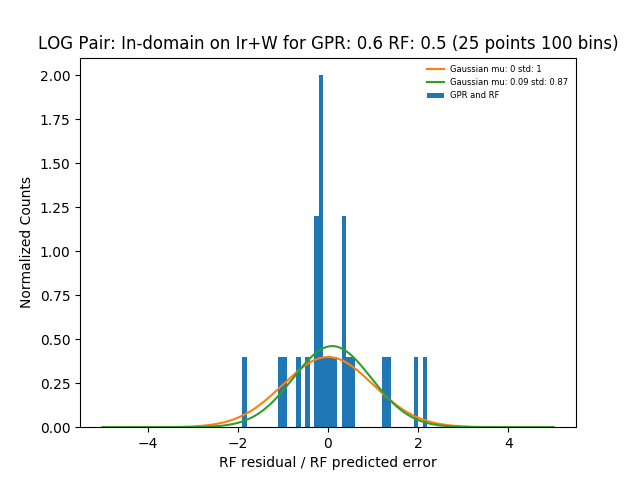 LOG Pair: In-domain on Ir+W for GPR: 0.6 RF: 0.5 (25 points 100 bins)
Gaussian mu: 0 std: 1
Gaussian mu: 0.09 std: 0.87
GPR and RF
Normalized Counts
2.00
1.75
1.50
1.25
1.00
0.75
0.50
0.25
0.00
−4
−2
0
2
4
RF residual / RF predicted error